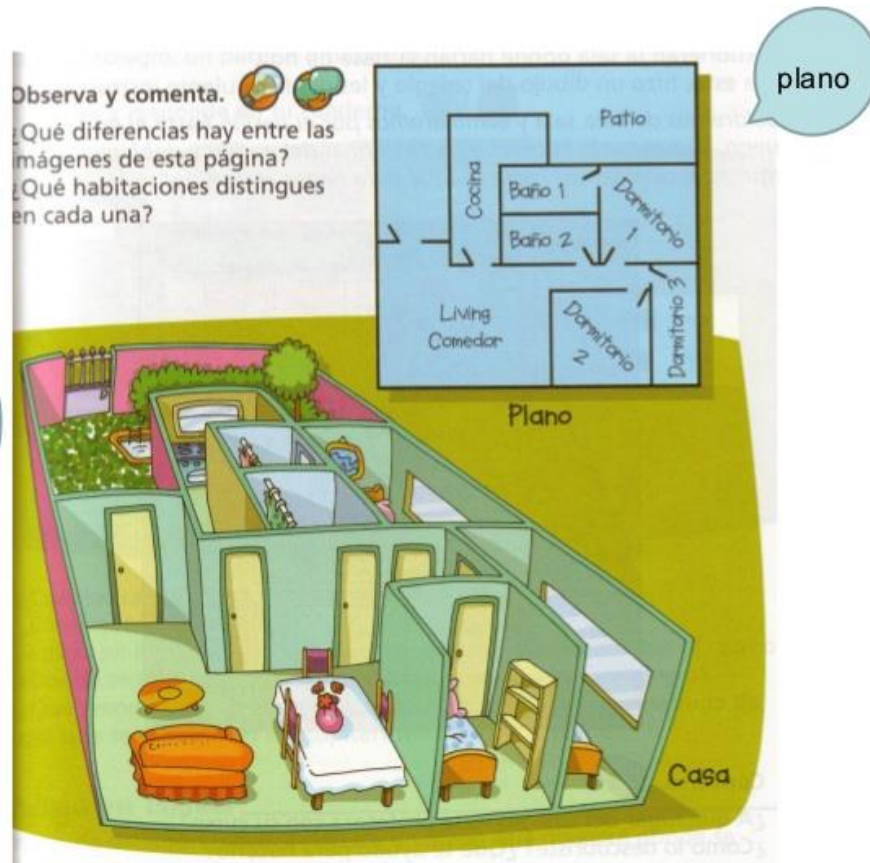 plano
Observa y comenta.
¿Qué diferencias hay entre las
imágenes de esta página?
¿Qué habitaciones distingues
en cada una?
Patio
Cocina
Baño 1
Dormitorio
1
Baño 2
Living
Comedor
Dormitorio
2
Dormitorio 3
Plano
Casa